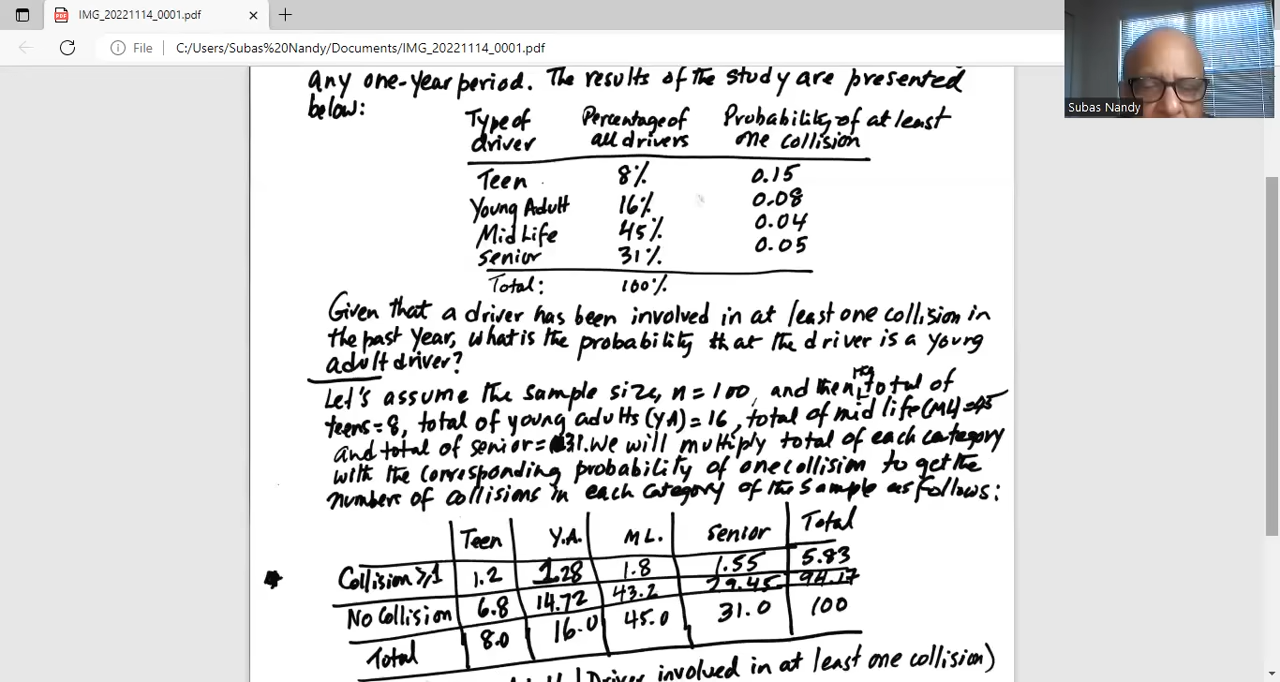 IMG_20221114_0001.pdf
File C:/Users/Subas%20Nandy/Documents/IMG_20221114_0001.pdf
Subas Nandy
any one-year period. The results of the study are presented
below:
Type of driver Percentage of all drivers Probability of at least one collision
Teen 8% 0.15
Young Adult 16% 0.08
Mid Life 45% 0.04
Senior 31% 0.05
Total: 100%
Given that a driver has been involved in at least one collision in
the past year, what is the probability that the driver is a young
adult driver?
Let's assume the sample size, n = 100, and then the total of
teens = 8, total of young adults (YA) = 16, total of mid life (ML) = 45
and total of senior = 31. We will multiply total of each category
with the corresponding probability of one collision to get the
numbers of collisions in each category of the sample as follows:
Teen Y.A. ML. Senior Total
Collision ≥1 1.2 1.28 1.8 1.55 5.83
No Collision 6.8 14.72 43.2 29.45 94.17
Total 8.0 16.0 45.0 31.0 100
Driver involved in at least one collision)